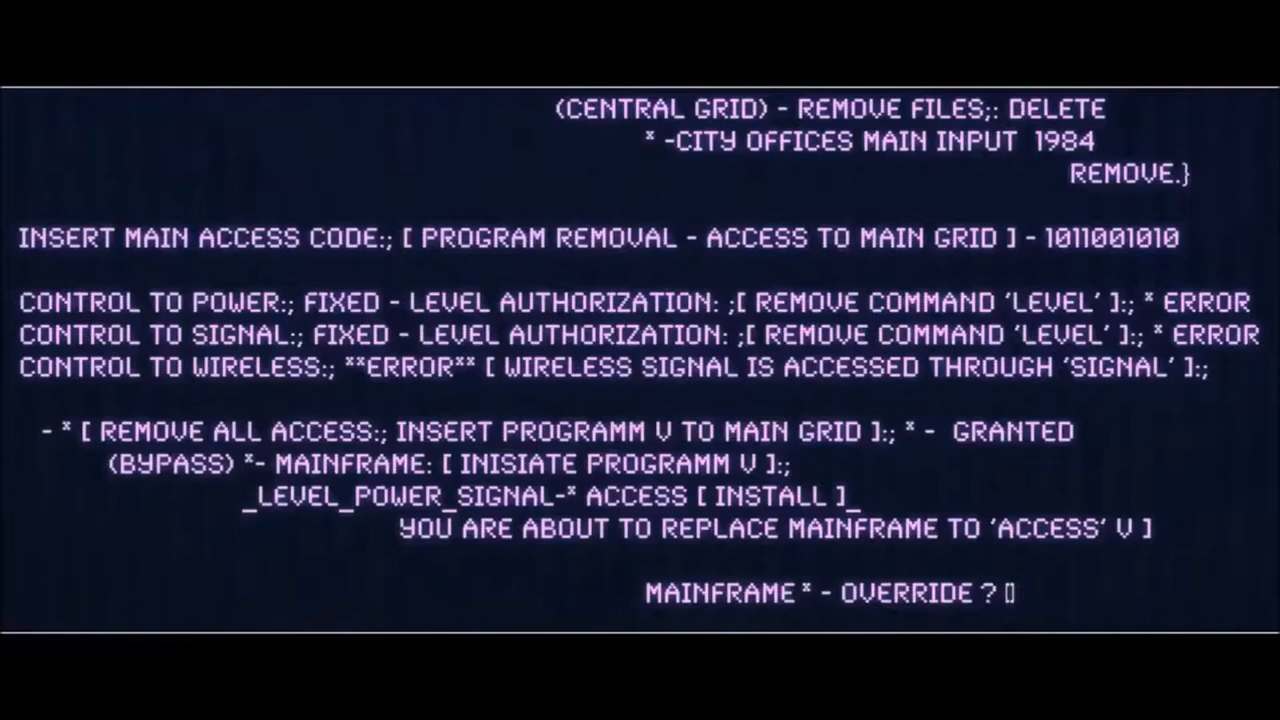 (CENTRAL GRID) - REMOVE FILES;: DELETE
* -CITY OFFICES MAIN INPUT 1984
REMOVE.}
INSERT MAIN ACCESS CODE:; [ PROGRAM REMOVAL - ACCESS TO MAIN GRID ] - 1011001010
CONTROL TO POWER:; FIXED - LEVEL AUTHORIZATION: ;[ REMOVE COMMAND ‘LEVEL’ ]:; * ERROR
CONTROL TO SIGNAL:; FIXED - LEVEL AUTHORIZATION: ;[ REMOVE COMMAND ‘LEVEL’ ]:; * ERROR
CONTROL TO WIRELESS:; **ERROR** [ WIRELESS SIGNAL IS ACCESSED THROUGH ‘SIGNAL’ ]:;
- * [ REMOVE ALL ACCESS:; INSERT PROGRAMM V TO MAIN GRID ]:; * - GRANTED
(BYPASS) *- MAINFRAME: [ INISIATE PROGRAMM V ]:;
_LEVEL_POWER_SIGNAL-* ACCESS [ INSTALL ]_
YOU ARE ABOUT TO REPLACE MAINFRAME TO ‘ACCESS’ V ]
MAINFRAME * - OVERRIDE ? ▯